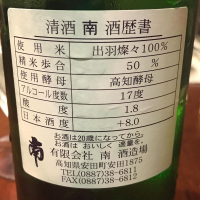 清酒 南 酒歴書
使用米 出羽燦々100%
精米歩合 50 %
使用酵母 高知酵母
アルコール度数 17度
酸度 1.8
日本酒度 +8.0
お酒は20歳になってから。
お酒は おいしく 適量を。
南 有限会社 南 酒造場
高知県安田町安田1875
TEL(0887)38-6811
FAX(0887)38-6812